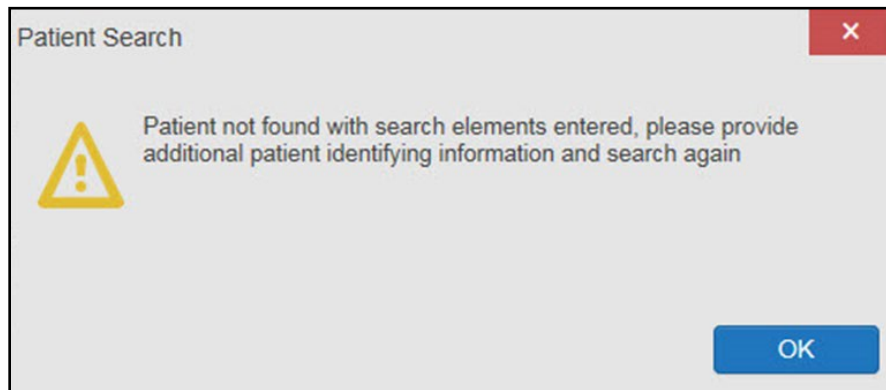 Patient Search
Patient not found with search elements entered, please provide
additional patient identifying information and search again
OK